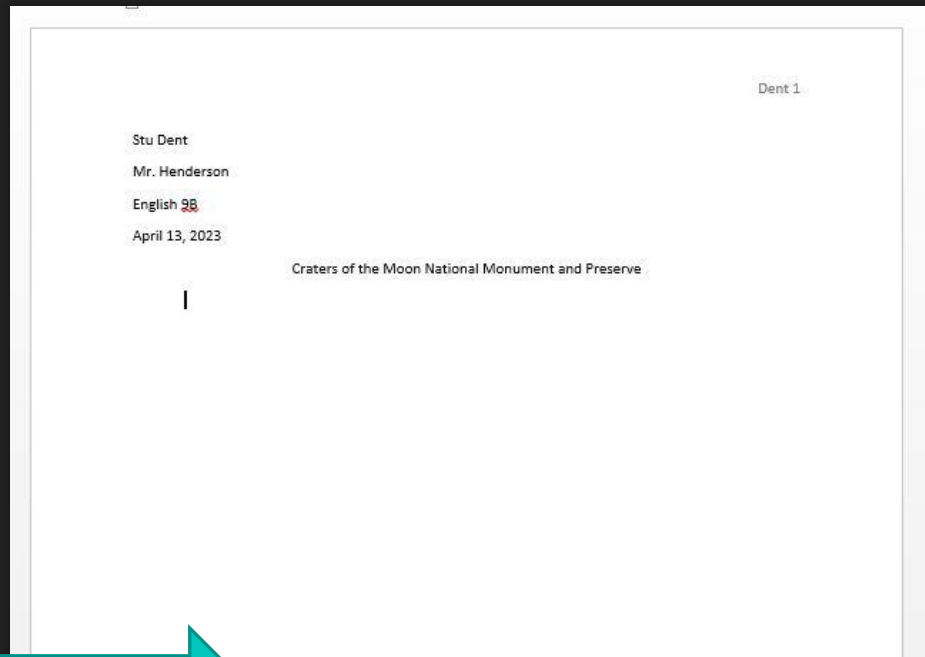 Dent 1
Stu Dent
Mr. Henderson
English 9B
April 13, 2023
Craters of the Moon National Monument and Preserve